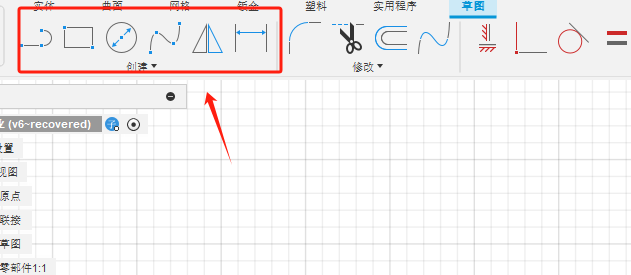 实体 曲面 网格 钣金 塑料 实用程序 草图
创建 修改
(v6~recovered)
设置
视图
原点
联接
草图
零部件1:1